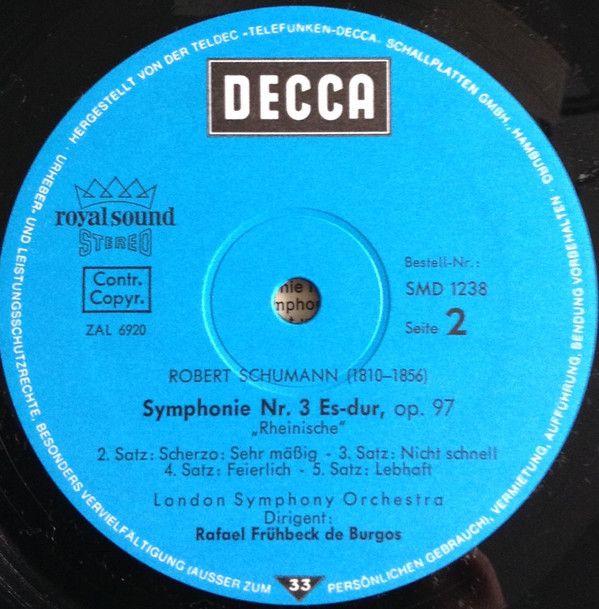 · HERGESTELLT VON DER TELDEC »TELEFUNKEN-DECCA« SCHALLPLATTEN GMBH., HAMBURG · URHEBER- UND LEISTUNGSSCHUTZRECHTE, BESONDERS VERVIELFÄLTIGUNG (AUSSER ZUM PERSÖNLICHEN GEBRAUCH), VERMIETUNG, AUFFÜHRUNG, SENDUNG VORBEHALTEN
DECCA
royal sound
STEREO
Contr.
Copyr.
ZAL 6920
Bestell-Nr.:
SMD 1238
Seite 2
ROBERT SCHUMANN (1810–1856)
Symphonie Nr. 3 Es-dur, op. 97
„Rheinische“
2. Satz: Scherzo: Sehr mäßig - 3. Satz: Nicht schnell
4. Satz: Feierlich - 5. Satz: Lebhaft
London Symphony Orchestra
Dirigent:
Rafael Frühbeck de Burgos
33